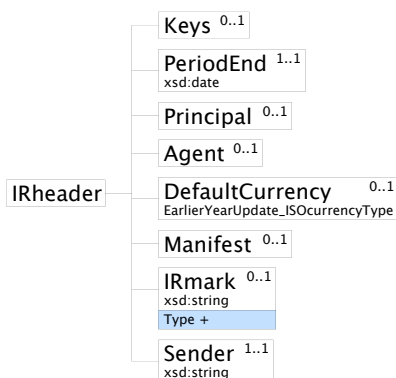 Keys 0..1
PeriodEnd 1..1
xsd:date
Principal 0..1
Agent 0..1
IRheader
DefaultCurrency 0..1
EarlierYearUpdate_ISOcurrencyType
Manifest 0..1
IRmark 0..1
xsd:string
Type +
Sender 1..1
xsd:string